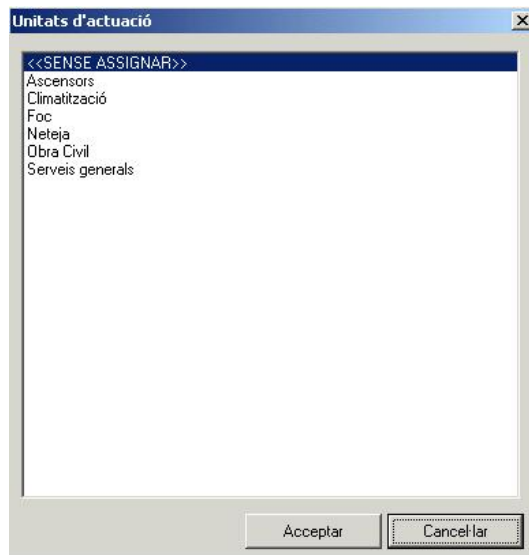 Unitats d'actuació
<<SENSE ASSIGNAR>>
Ascensors
Climatització
Foc
Neteja
Obra Civil
Serveis generals
Acceptar
Cancel·lar